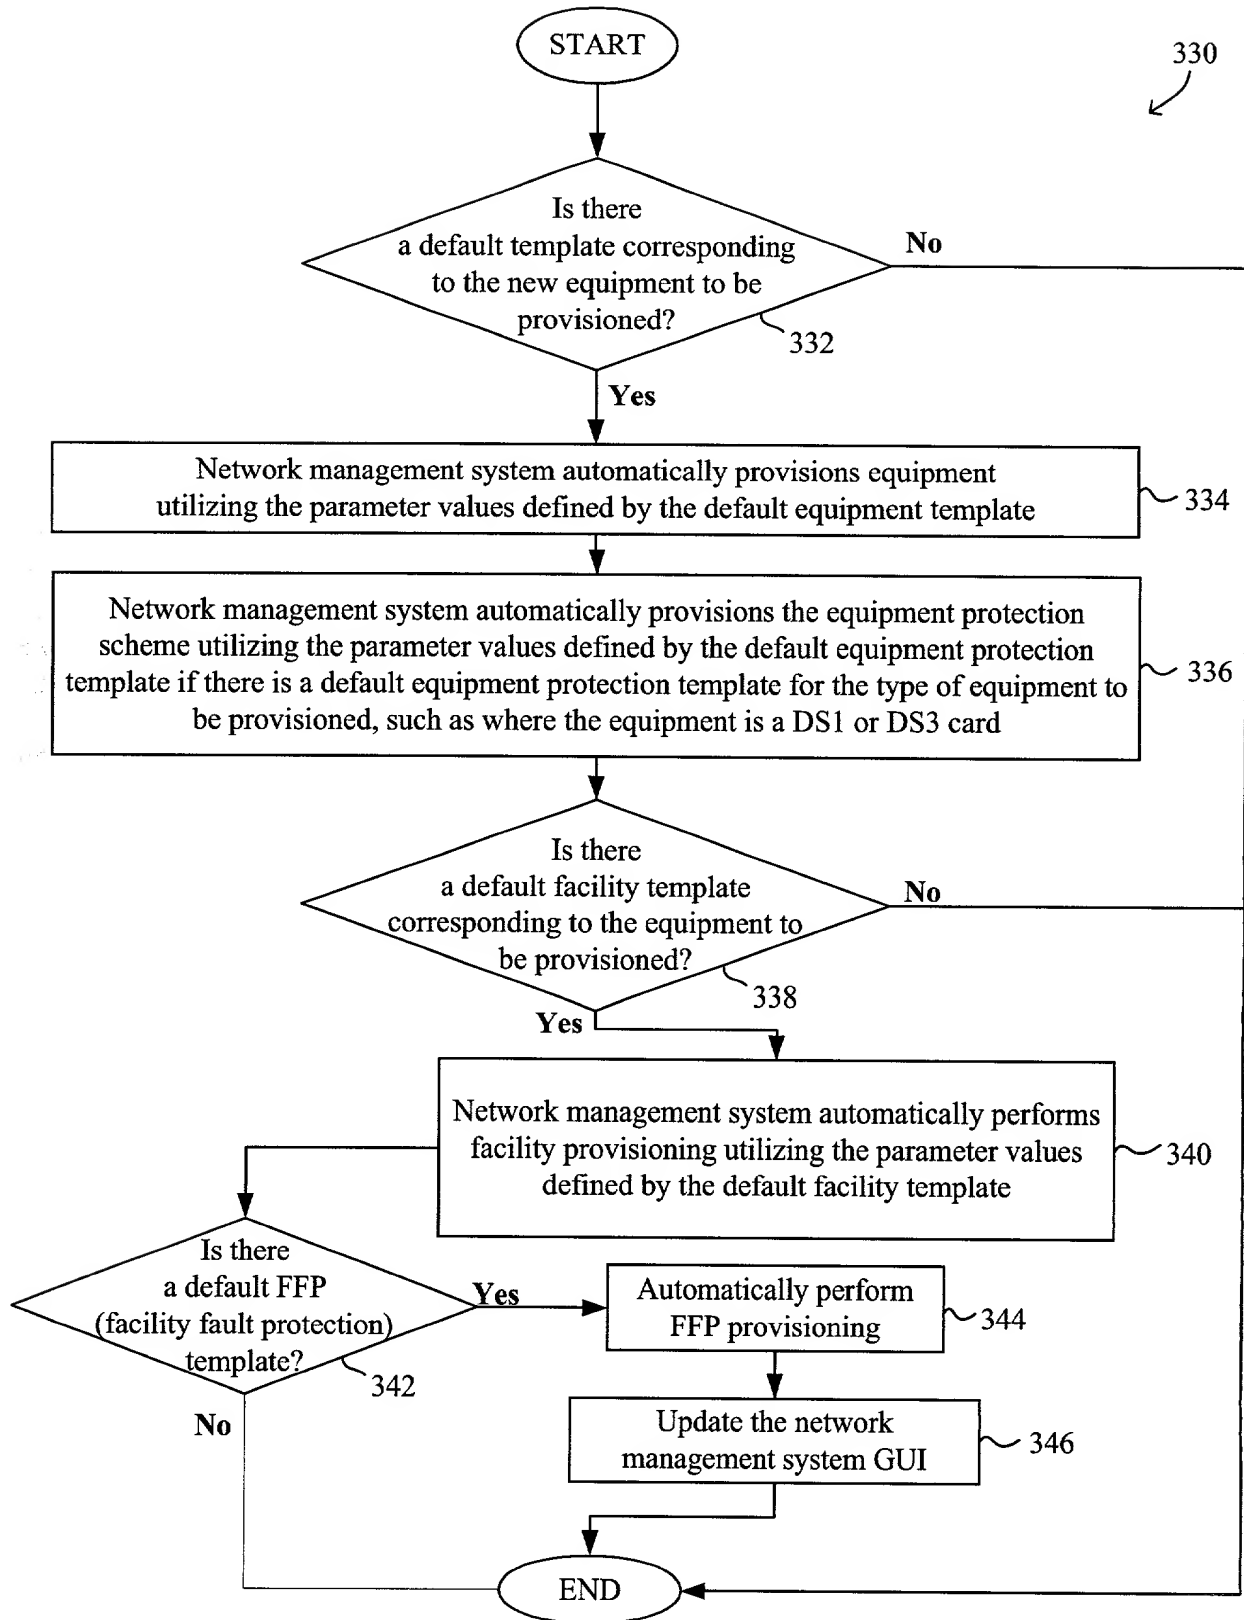 START
330
Is there
a default template corresponding
to the new equipment to be
provisioned?
No
332
Yes
Network management system automatically provisions equipment
utilizing the parameter values defined by the default equipment template
334
Network management system automatically provisions the equipment protection
scheme utilizing the parameter values defined by the default equipment protection
template if there is a default equipment protection template for the type of equipment to
be provisioned, such as where the equipment is a DS1 or DS3 card
336
Is there
a default facility template
corresponding to the equipment to
be provisioned?
No
338
Yes
Network management system automatically performs
facility provisioning utilizing the parameter values
defined by the default facility template
340
Is there
a default FFP
(facility fault protection)
template?
Yes
342
No
Automatically perform
FFP provisioning
344
Update the network
management system GUI
346
END